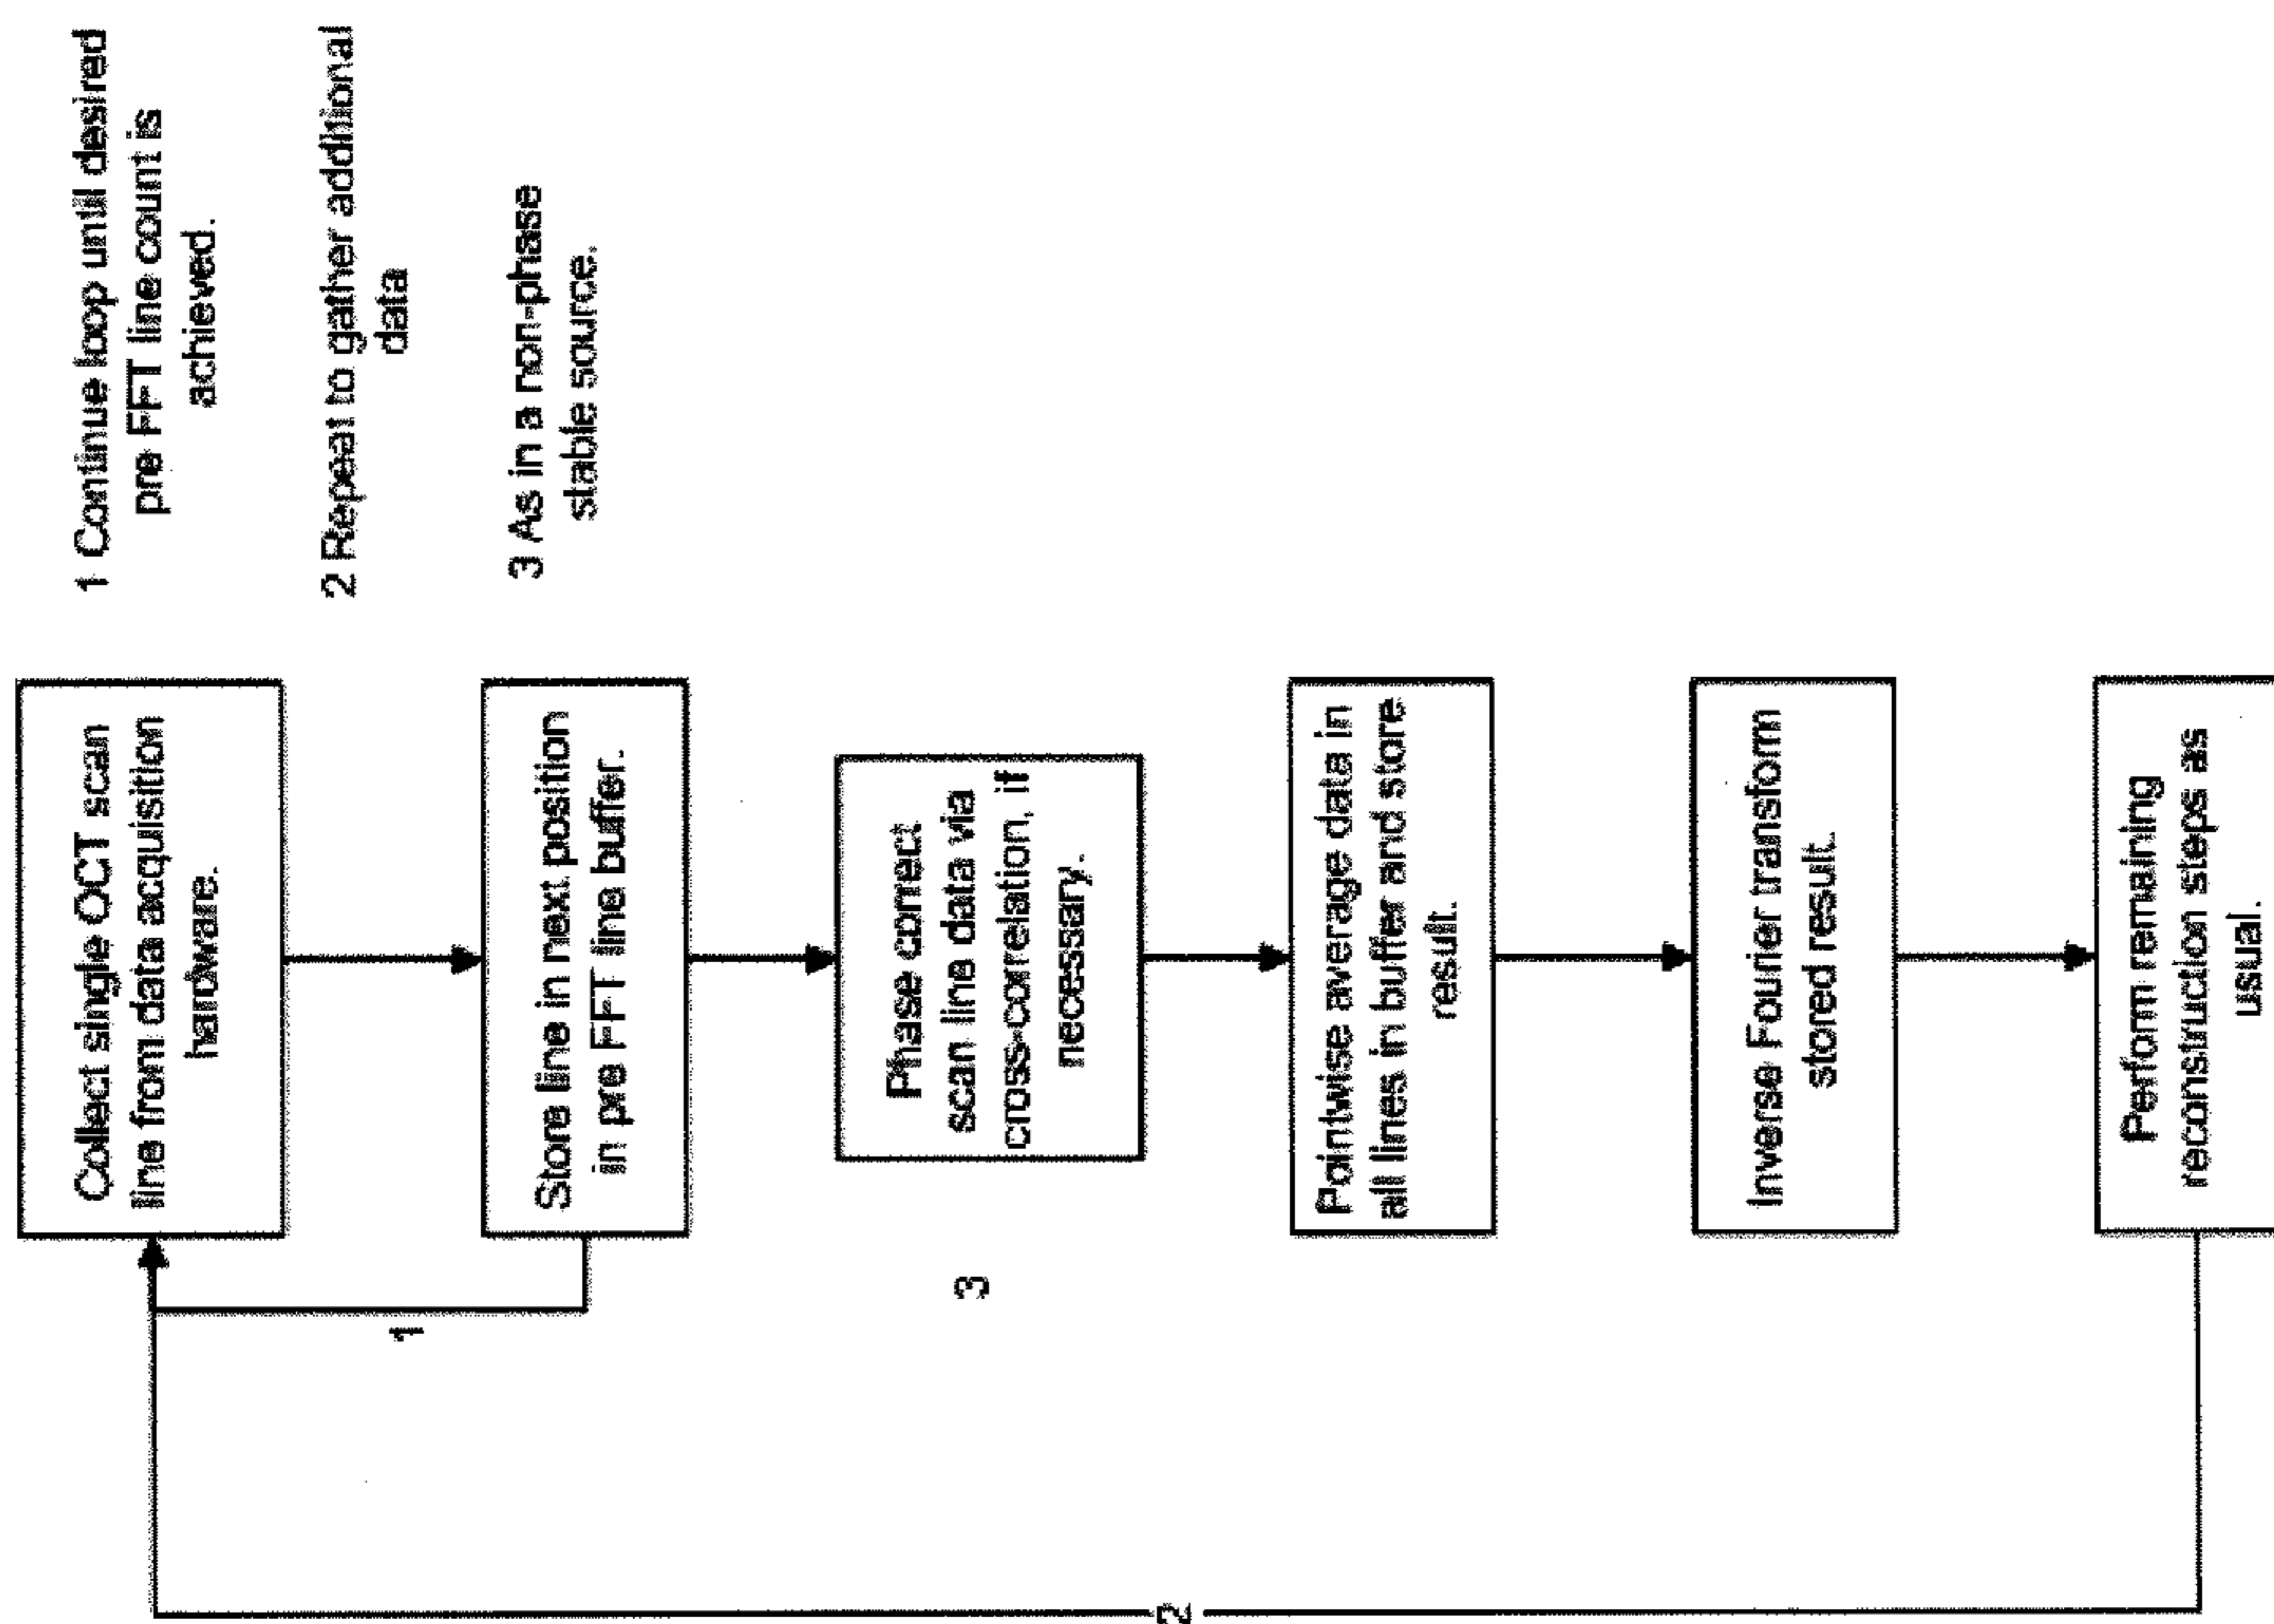 Collect single OCT scan
line from data acquisition
hardware.
Store line in next position
in pre FFT line buffer.
Phase correct
scan line data via
cross-correlation, if
necessary.
Pointwise average data in
all lines in buffer and store
result.
Inverse Fourier transform
stored result.
Perform remaining
reconstruction steps as
usual.
1
2
3
1 Continue loop until desired
pre FFT line count is
achieved.
2 Repeat to gather additional
data
3 As in a non-phase
stable source.